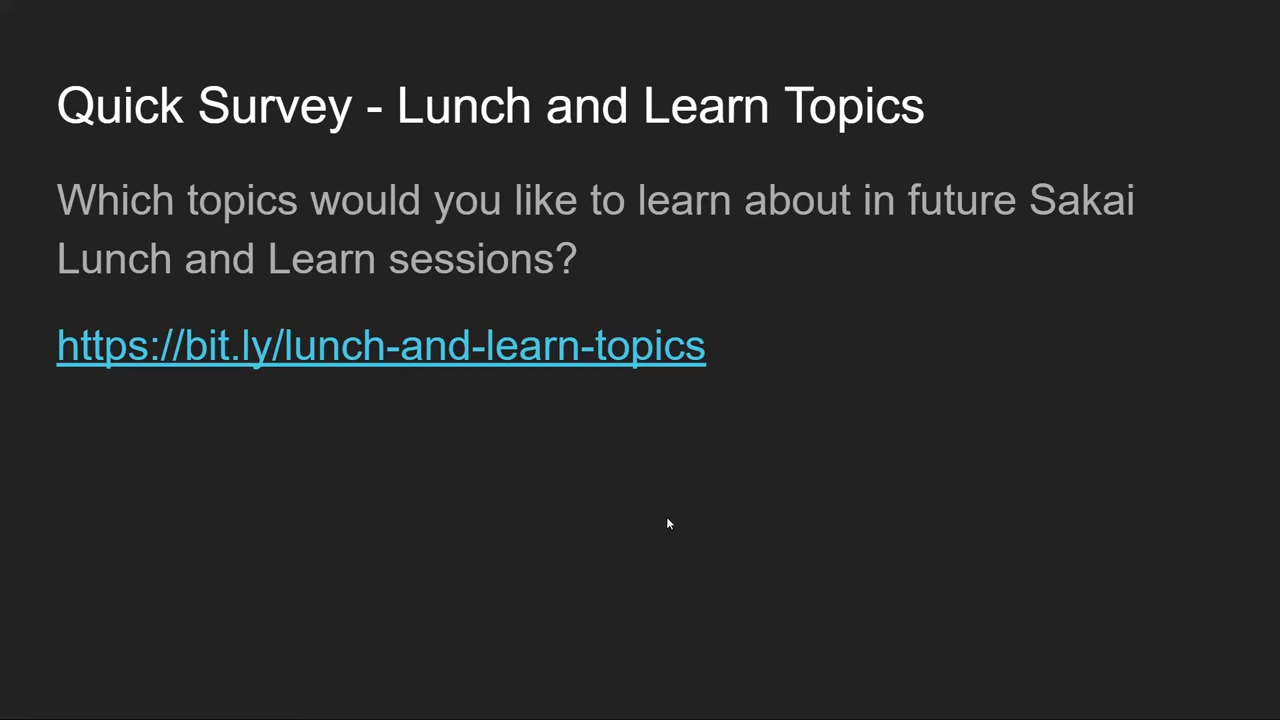 Quick Survey - Lunch and Learn Topics
Which topics would you like to learn about in future Sakai
Lunch and Learn sessions?
https://bit.ly/lunch-and-learn-topics